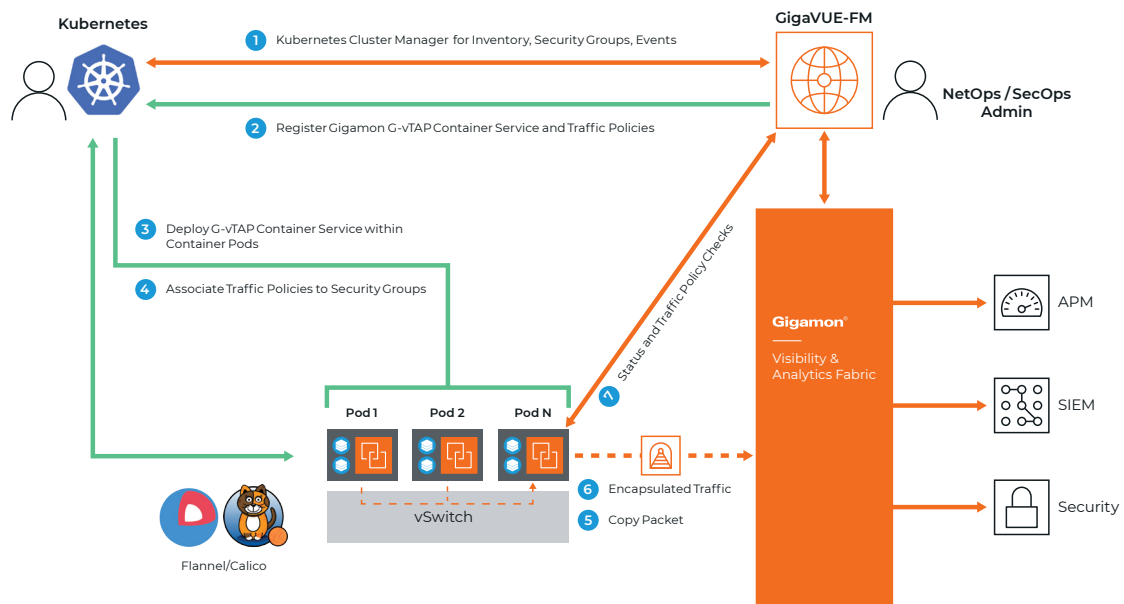 Kubernetes
GigaVUE-FM
1 Kubernetes Cluster Manager for Inventory, Security Groups, Events
NetOps / SecOps
Admin
2 Register Gigamon G-vTAP Container Service and Traffic Policies
3 Deploy G-vTAP Container Service within
Container Pods
4 Associate Traffic Policies to Security Groups
7 Status and Traffic Policy Checks
Gigamon®
Visibility &
Analytics Fabric
APM
SIEM
Security
Pod 1
Pod 2
Pod N
6 Encapsulated Traffic
5 Copy Packet
vSwitch
Flannel/Calico